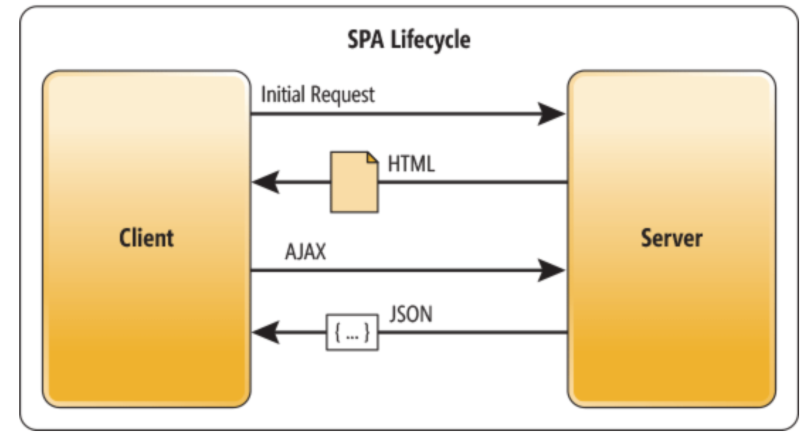 SPA Lifecycle
Initial Request
HTML
Client
Server
AJAX
JSON
{ ... }